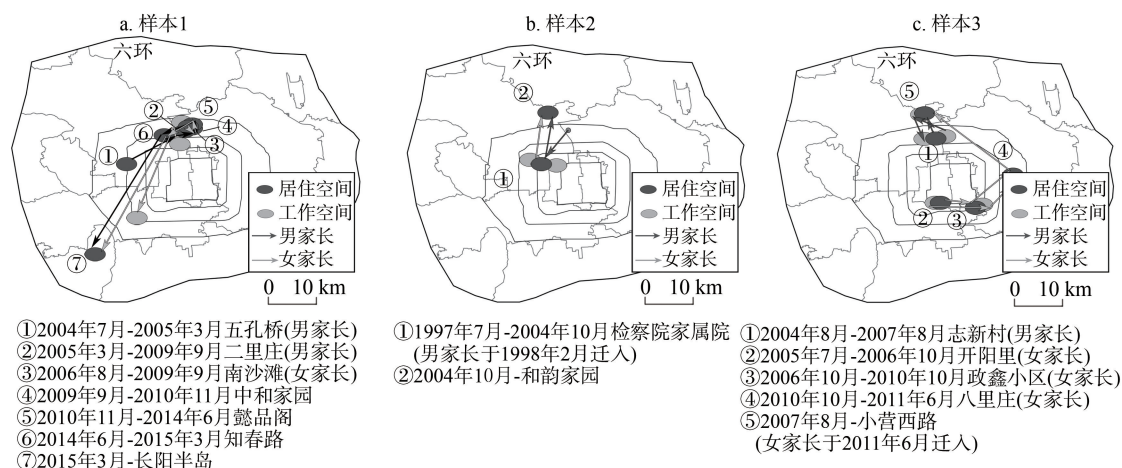 a. 样本1
六环
②
⑤
⑥
④
①
③
⑦
居住空间
工作空间
男家长
女家长
0 10 km
①2004年7月-2005年3月五孔桥(男家长)
②2005年3月-2009年9月二里庄(男家长)
③2006年8月-2009年9月南沙滩(女家长)
④2009年9月-2010年11月中和家园
⑤2010年11月-2014年6月懿品阁
⑥2014年6月-2015年3月知春路
⑦2015年3月-长阳半岛
b. 样本2
六环
②
①
居住空间
工作空间
男家长
女家长
0 10 km
①1997年7月-2004年10月检察院家属院
(男家长于1998年2月迁入)
②2004年10月-和韵家园
c. 样本3
六环
⑤
①
④
②
③
居住空间
工作空间
男家长
女家长
0 10 km
①2004年8月-2007年8月志新村(男家长)
②2005年7月-2006年10月开阳里(女家长)
③2006年10月-2010年10月政鑫小区(女家长)
④2010年10月-2011年6月八里庄(女家长)
⑤2007年8月-小营西路
(女家长于2011年6月迁入)